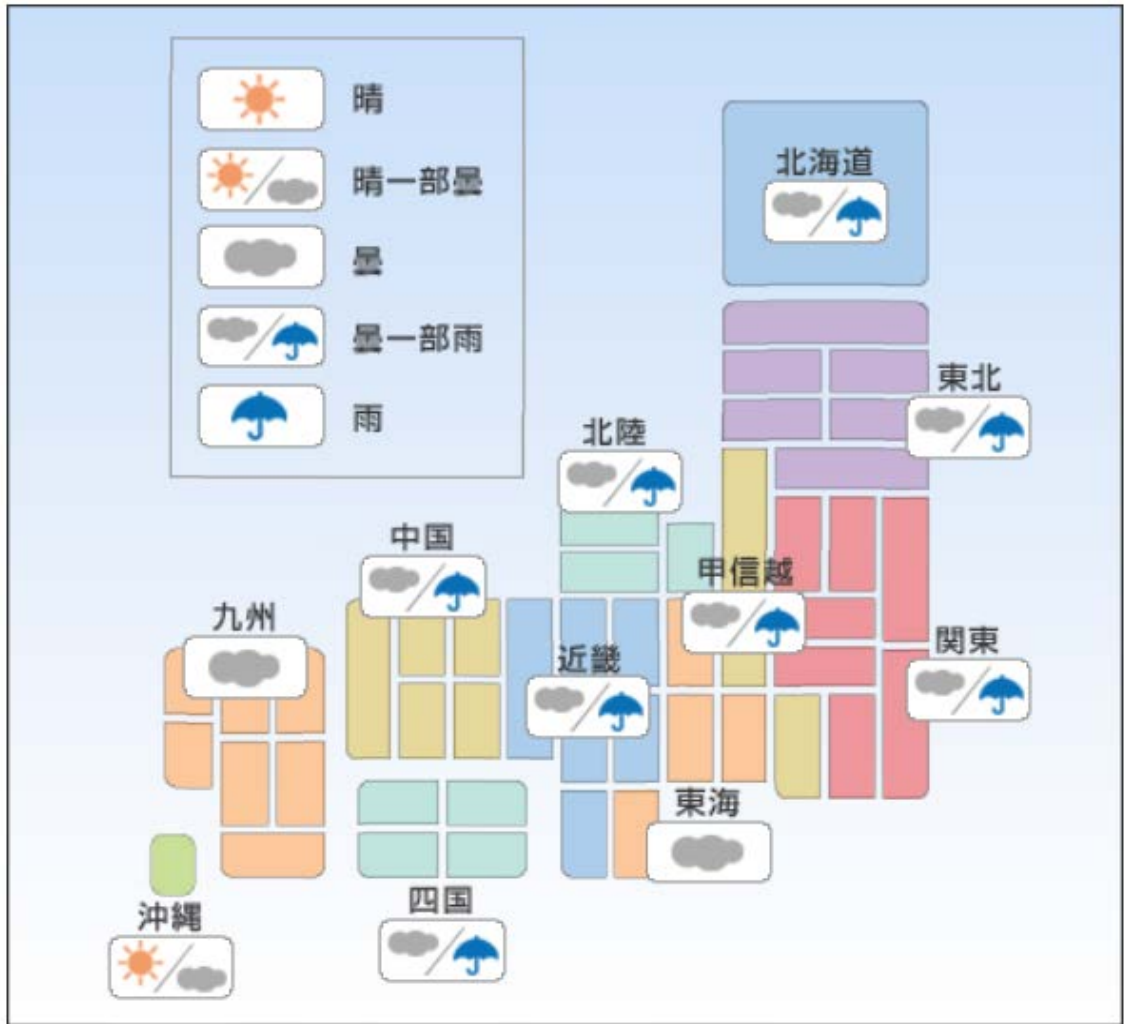 晴
晴一部曇
曇
曇一部雨
雨
北海道
東北
北陸
中国
甲信越
九州
関東
近畿
東海
四国
沖縄